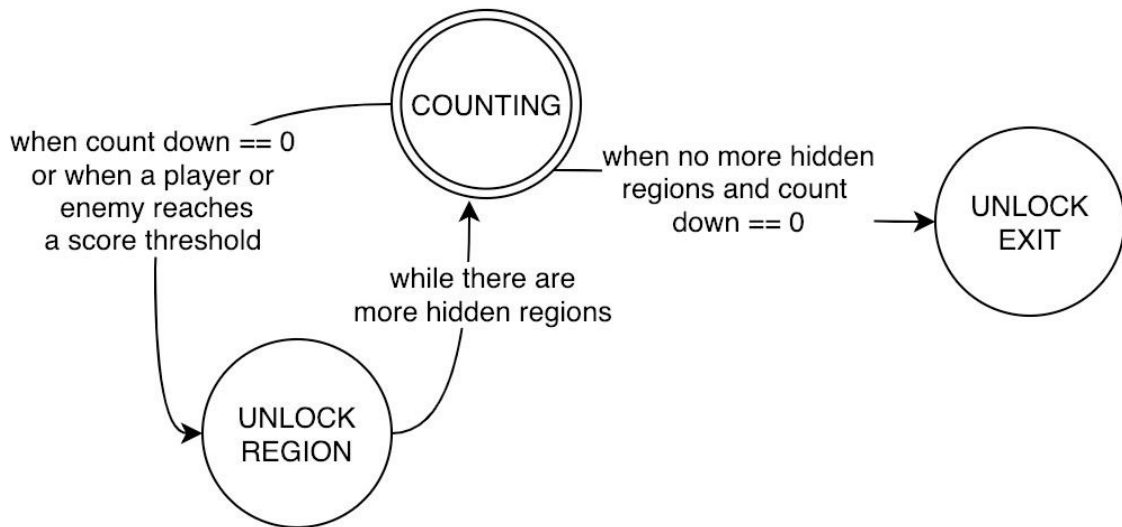 COUNTING
when count down == 0
or when a player or
enemy reaches
a score threshold
when no more hidden
regions and count
down == 0
UNLOCK
EXIT
while there are
more hidden regions
UNLOCK
REGION